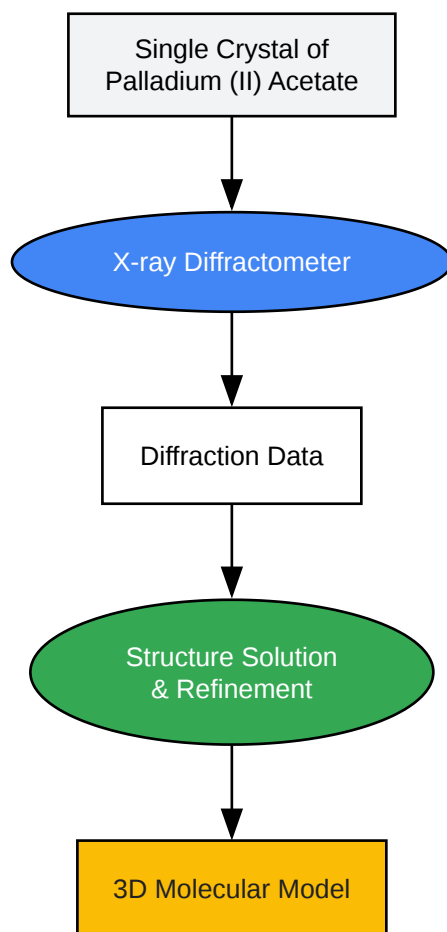 Single Crystal of
Palladium (II) Acetate
X-ray Diffractometer
Diffraction Data
Structure Solution
& Refinement
3D Molecular Model